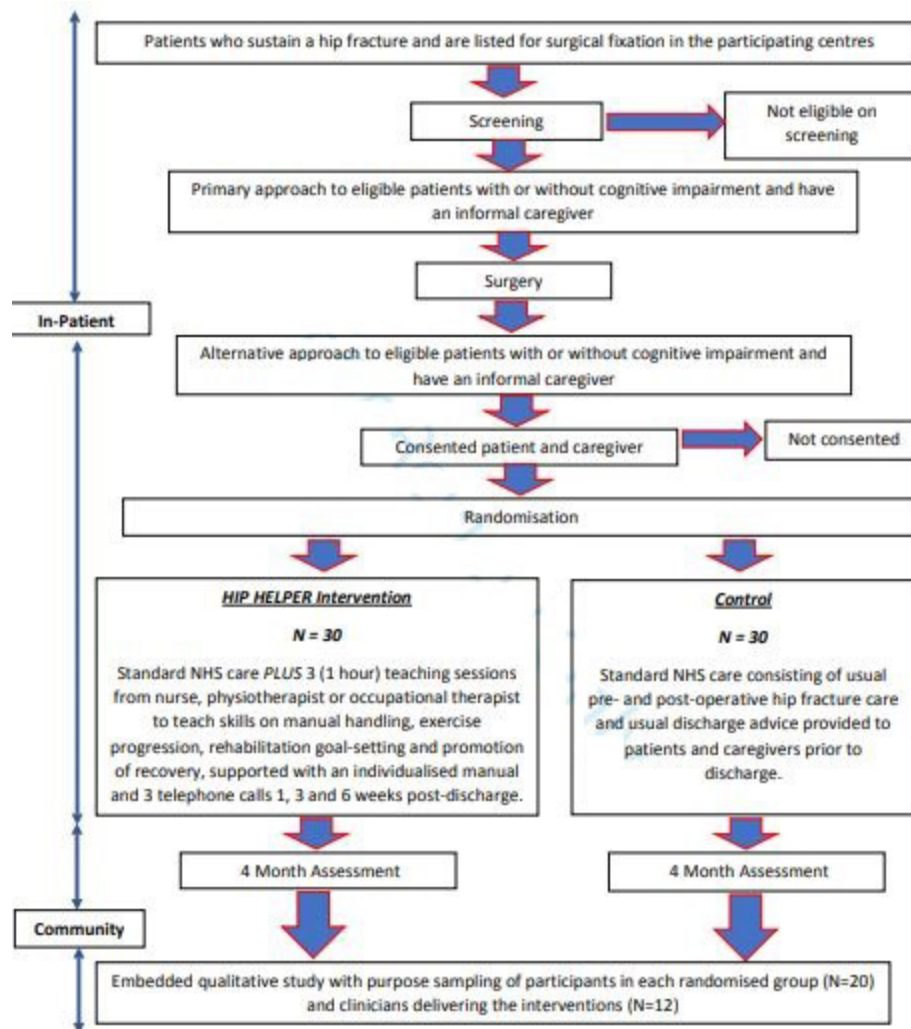 Patients who sustain a hip fracture and are listed for surgical fixation in the participating centres
Screening
Not eligible on
screening
Primary approach to eligible patients with or without cognitive impairment and have
an informal caregiver
Surgery
In-Patient
Alternative approach to eligible patients with or without cognitive impairment and
have an informal caregiver
Consented patient and caregiver
Not consented
Randomisation
HIP HELPER Intervention
N = 30
Standard NHS care PLUS 3 (1 hour) teaching sessions
from nurse, physiotherapist or occupational therapist
to teach skills on manual handling, exercise
progression, rehabilitation goal-setting and promotion
of recovery, supported with an individualised manual
and 3 telephone calls 1, 3 and 6 weeks post-discharge.
Control
N = 30
Standard NHS care consisting of usual
pre- and post-operative hip fracture care
and usual discharge advice provided to
patients and caregivers prior to
discharge.
4 Month Assessment
4 Month Assessment
Community
Embedded qualitative study with purpose sampling of participants in each randomised group (N=20)
and clinicians delivering the interventions (N=12)